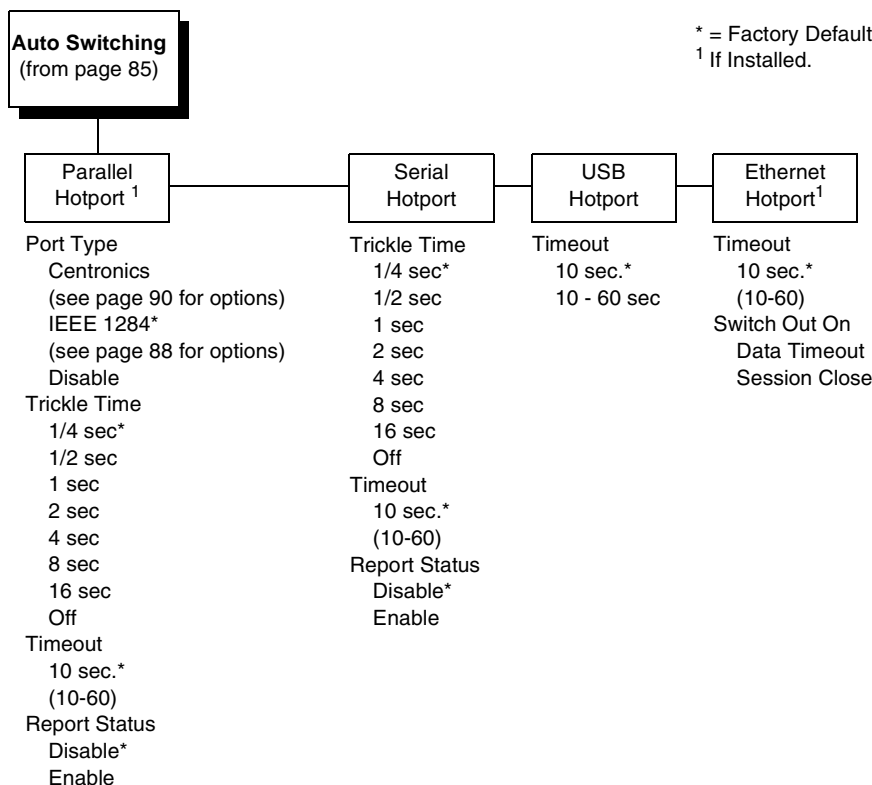 Auto Switching
(from page 85)
* = Factory Default
1 If Installed.
Parallel
Hotport 1
Port Type
Centronics
(see page 90 for options)
IEEE 1284*
(see page 88 for options)
Disable
Trickle Time
1/4 sec*
1/2 sec
1 sec
2 sec
4 sec
8 sec
16 sec
Off
Timeout
10 sec.*
(10-60)
Report Status
Disable*
Enable
Serial
Hotport
Trickle Time
1/4 sec*
1/2 sec
1 sec
2 sec
4 sec
8 sec
16 sec
Off
Timeout
10 sec.*
(10-60)
Report Status
Disable*
Enable
USB
Hotport
Timeout
10 sec.*
10 - 60 sec
Ethernet
Hotport1
Timeout
10 sec.*
(10-60)
Switch Out On
Data Timeout
Session Close